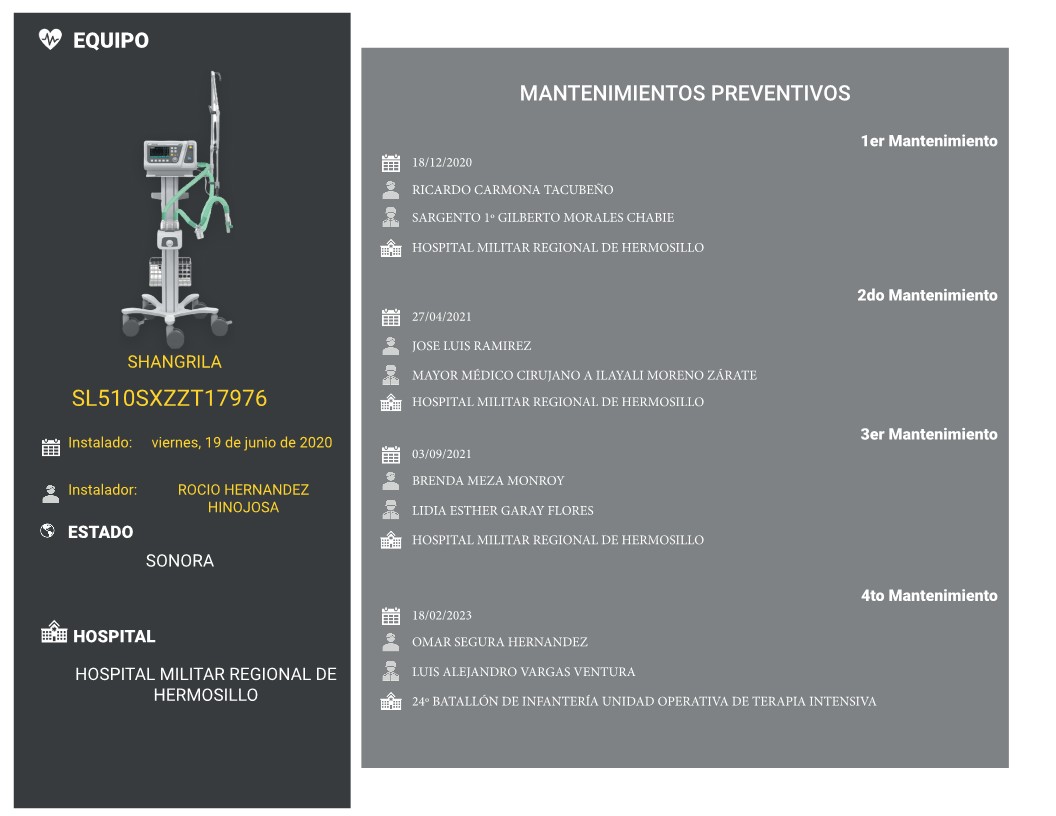 EQUIPO
SHANGRILA
SL510SXZZT17976
Instalado: viernes, 19 de junio de 2020
Instalador: ROCIO HERNANDEZ
HINOJOSA
ESTADO
SONORA
HOSPITAL
HOSPITAL MILITAR REGIONAL DE
HERMOSILLO
MANTENIMIENTOS PREVENTIVOS
1er Mantenimiento
18/12/2020
RICARDO CARMONA TACUBEÑO
SARGENTO 1º GILBERTO MORALES CHABIE
HOSPITAL MILITAR REGIONAL DE HERMOSILLO
2do Mantenimiento
27/04/2021
JOSE LUIS RAMIREZ
MAYOR MÉDICO CIRUJANO A ILAYALI MORENO ZÁRATE
HOSPITAL MILITAR REGIONAL DE HERMOSILLO
3er Mantenimiento
03/09/2021
BRENDA MEZA MONROY
LIDIA ESTHER GARAY FLORES
HOSPITAL MILITAR REGIONAL DE HERMOSILLO
4to Mantenimiento
18/02/2023
OMAR SEGURA HERNANDEZ
LUIS ALEJANDRO VARGAS VENTURA
24º BATALLÓN DE INFANTERÍA UNIDAD OPERATIVA DE TERAPIA INTENSIVA